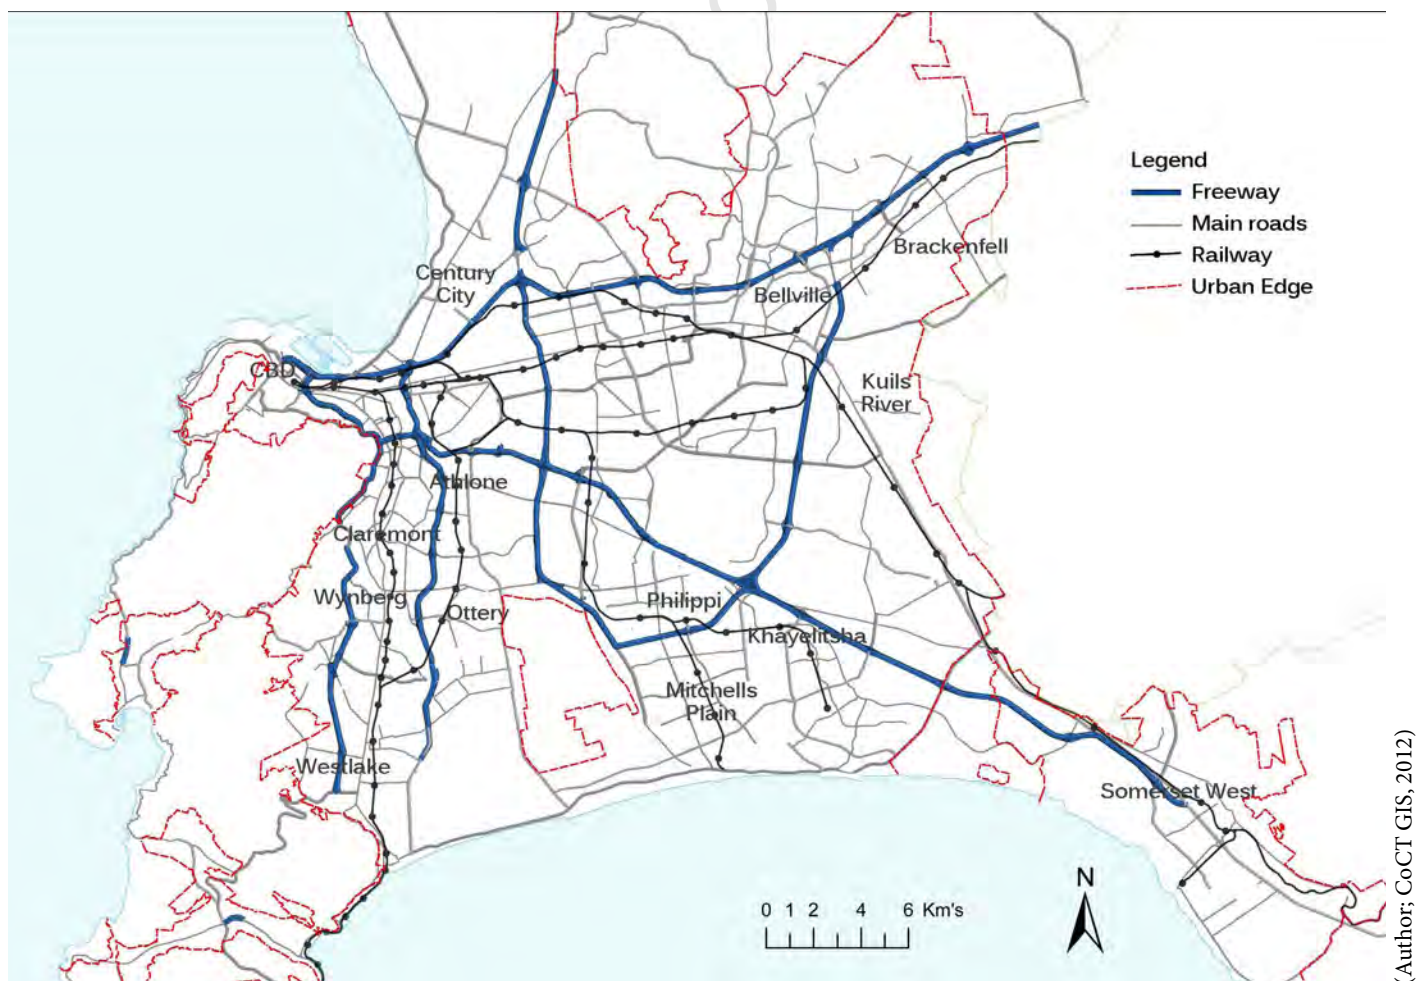 Legend
Freeway
Main roads
Railway
Urban Edge
Brackenfell
Century
City
Bellville
CBD
Kuils
River
Athlone
Claremont
Wynberg
Ottery
Philippi
Khayelitsha
Mitchells
Plain
Westlake
Somerset West
N
0 1 2 4 6 Km's
(Author; CoCT GIS, 2012)